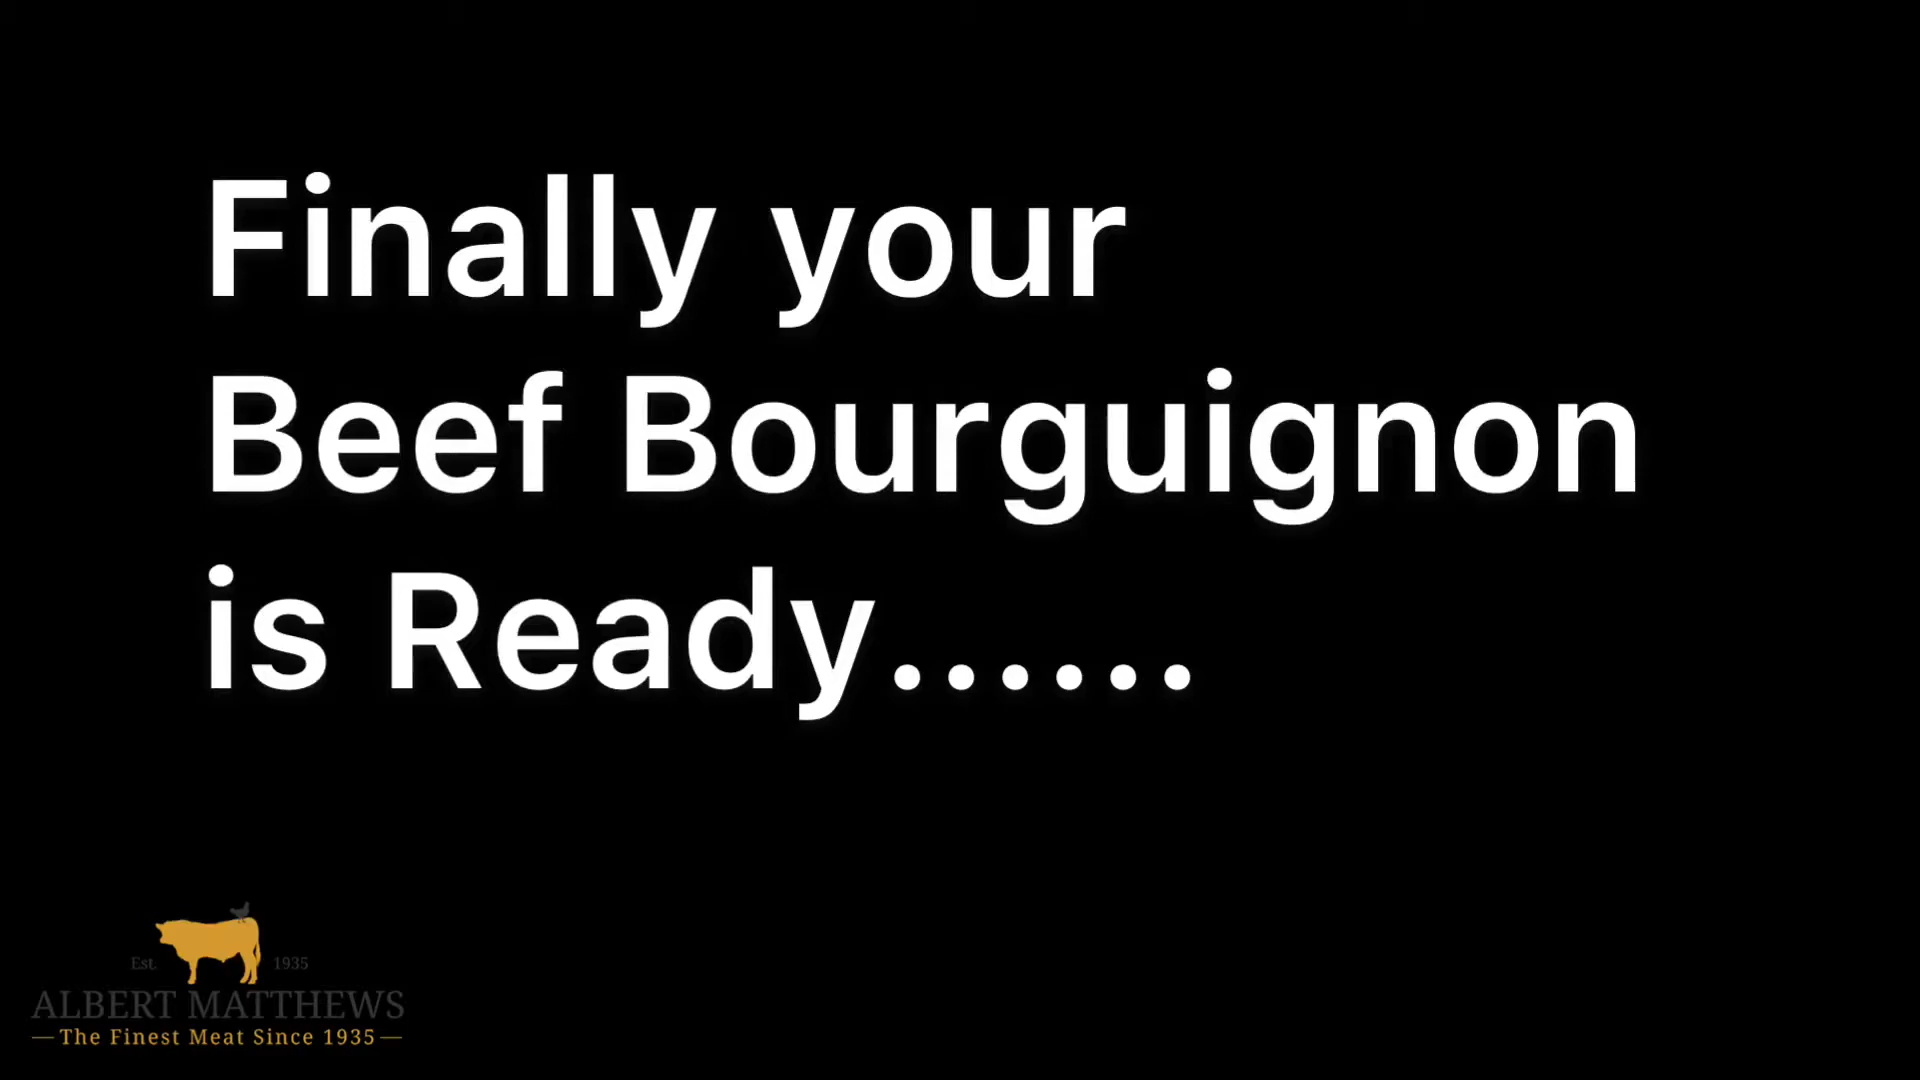 Finally your
Beef Bourguignon
is Ready......
Est. 1935
ALBERT MATTHEWS
The Finest Meat Since 1935